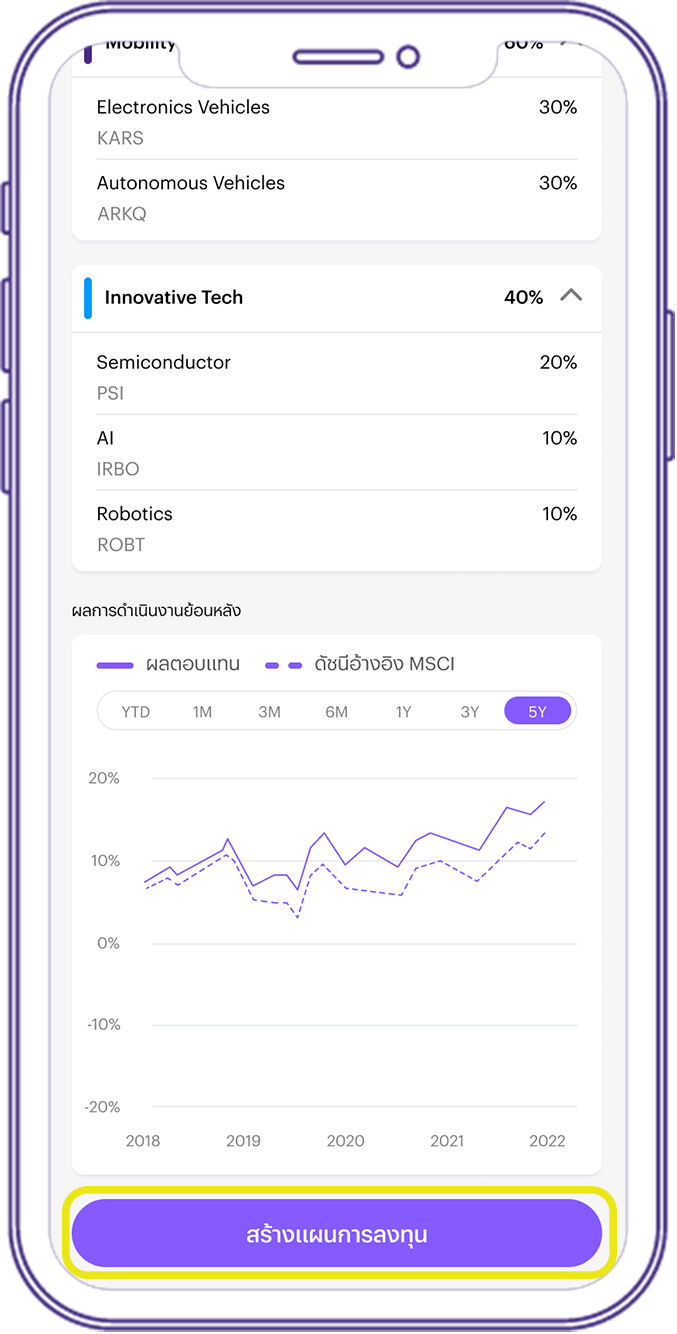 Mobility 60%
Electronics Vehicles 30%
KARS
Autonomous Vehicles 30%
ARKQ
Innovative Tech 40%
Semiconductor 20%
PSI
AI 10%
IRBO
Robotics 10%
ROBT
ผลการดำเนินงานย้อนหลัง
ผลตอบแทน ดัชนีอ้างอิง MSCI
YTD 1M 3M 6M 1Y 3Y 5Y
20%
10%
0%
-10%
-20%
2018 2019 2020 2021 2022
สร้างแผนการลงทุน